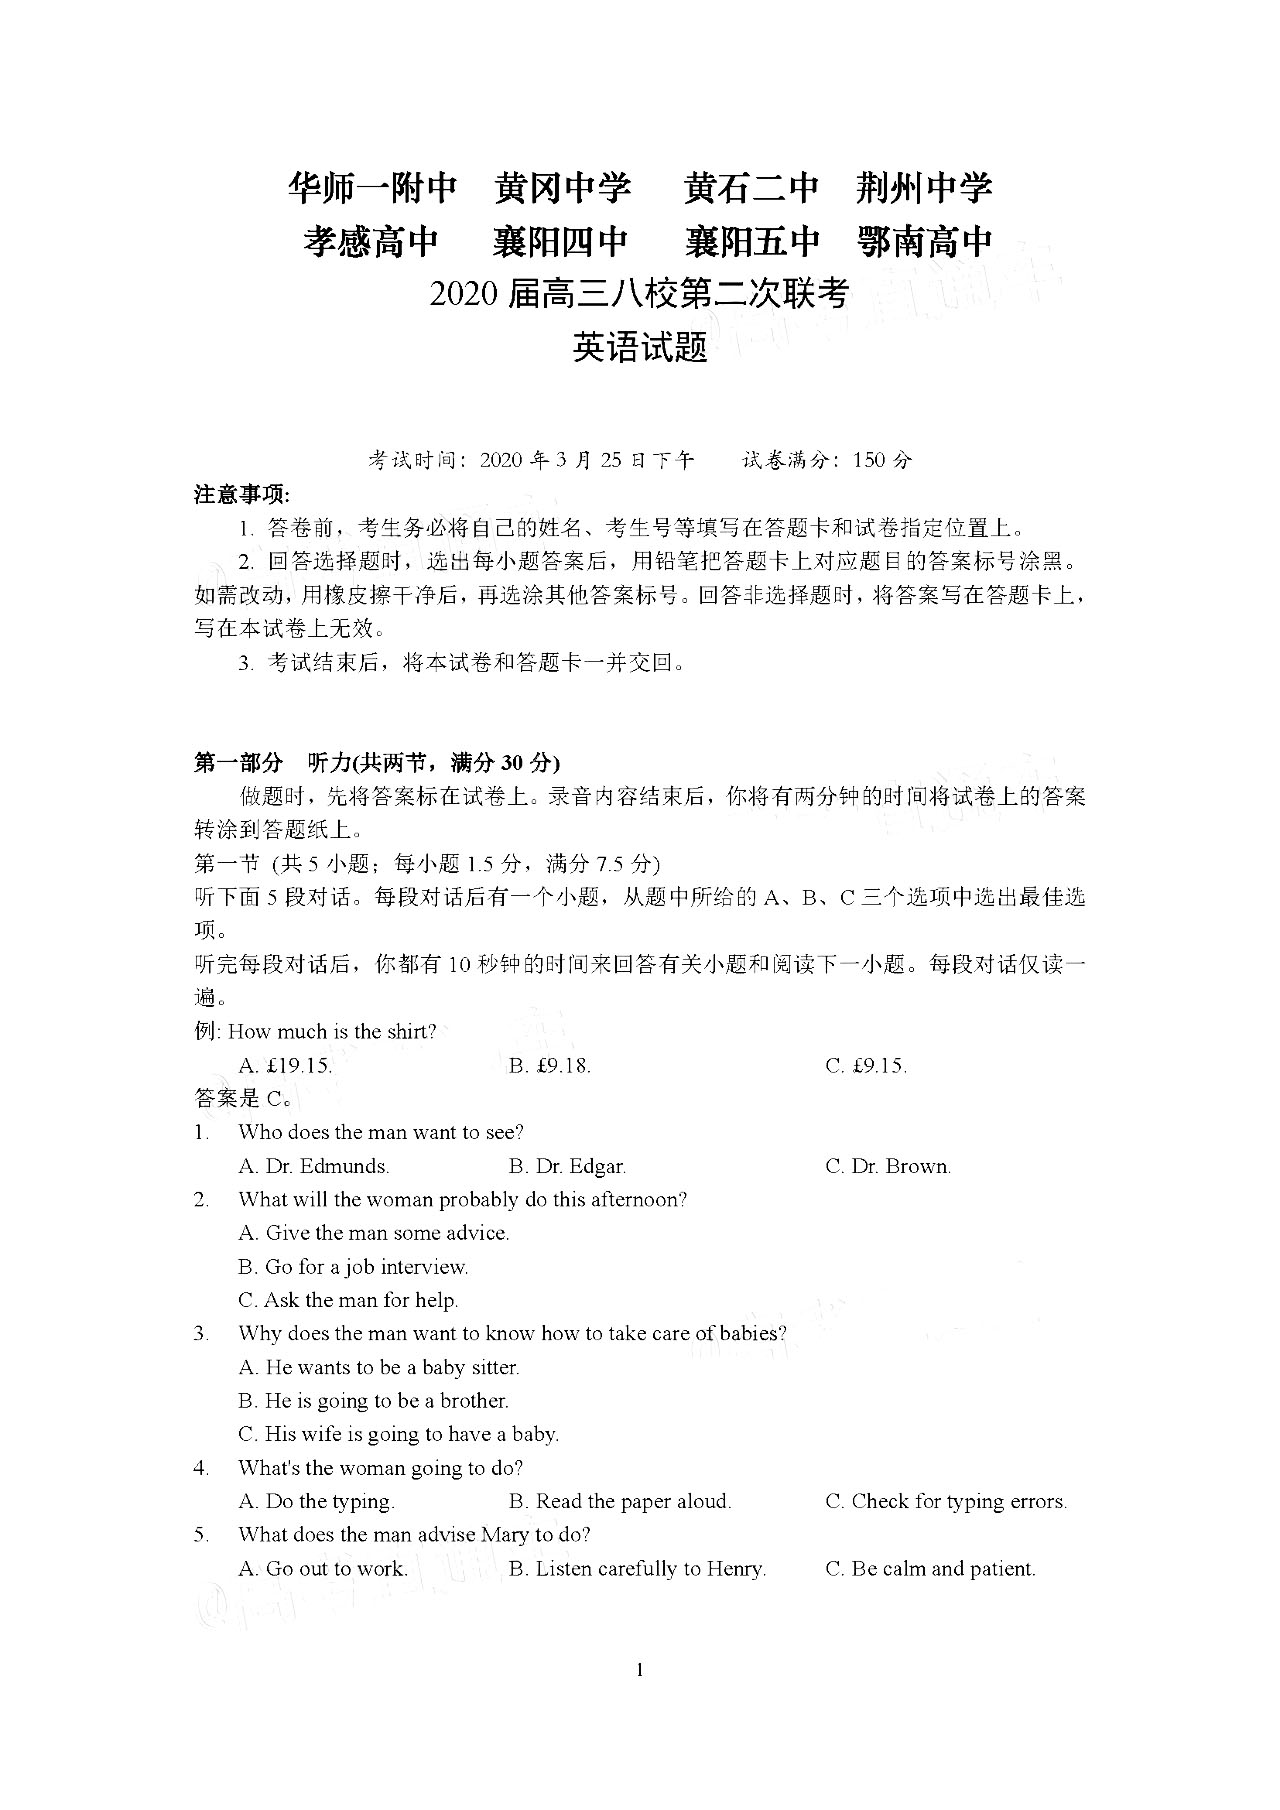 华师一附中 黄冈中学 黄石二中 荆州中学
孝感高中 襄阳四中 襄阳五中 鄂南高中
2020 届高三八校第二次联考
英语试题
考试时间：2020 年 3 月 25 日下午 试卷满分：150 分
注意事项:
1. 答卷前，考生务必将自己的姓名、考生号等填写在答题卡和试卷指定位置上。
2. 回答选择题时，选出每小题答案后，用铅笔把答题卡上对应题目的答案标号涂黑。
如需改动，用橡皮擦干净后，再选涂其他答案标号。回答非选择题时，将答案写在答题卡上，
写在本试卷上无效。
3. 考试结束后，将本试卷和答题卡一并交回。
第一部分 听力(共两节，满分 30 分)
做题时，先将答案标在试卷上。录音内容结束后，你将有两分钟的时间将试卷上的答案
转涂到答题纸上。
第一节 (共 5 小题；每小题 1.5 分，满分 7.5 分)
听下面 5 段对话。每段对话后有一个小题，从题中所给的 A、B、C 三个选项中选出最佳选
项。
听完每段对话后，你都有 10 秒钟的时间来回答有关小题和阅读下一小题。每段对话仅读一
遍。
例: How much is the shirt?
A. £19.15. B. £9.18. C. £9.15.
答案是 C。
1. Who does the man want to see?
A. Dr. Edmunds. B. Dr. Edgar. C. Dr. Brown.
2. What will the woman probably do this afternoon?
A. Give the man some advice.
B. Go for a job interview.
C. Ask the man for help.
3. Why does the man want to know how to take care of babies?
A. He wants to be a baby sitter.
B. He is going to be a brother.
C. His wife is going to have a baby.
4. What's the woman going to do?
A. Do the typing. B. Read the paper aloud. C. Check for typing errors.
5. What does the man advise Mary to do?
A. Go out to work. B. Listen carefully to Henry. C. Be calm and patient.
1